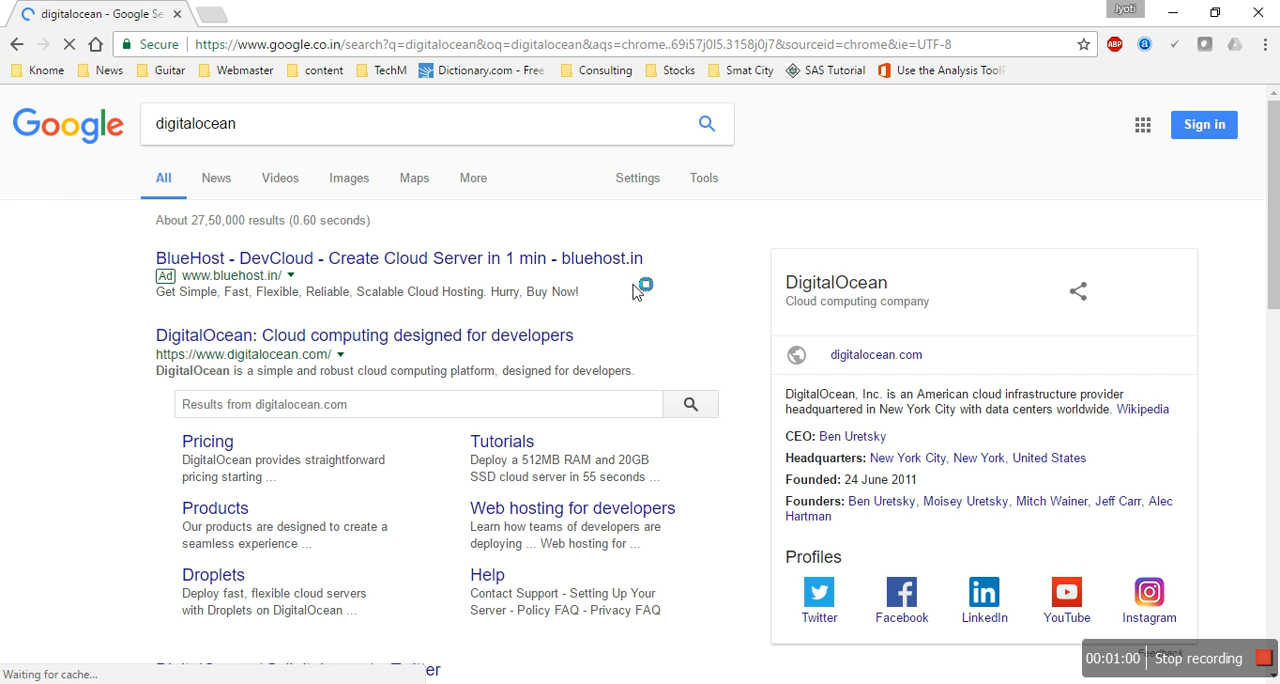 digitalocean - Google Se
Jyoti
Secure https://www.google.co.in/search?q=digitalocean&oq=digitalocean&aqs=chrome..69i57j0l5.3158j0j7&sourceid=chrome&ie=UTF-8
ABP
Knome News Guitar Webmaster content TechM Dictionary.com - Free Consulting Stocks Smat City SAS Tutorial Use the Analysis Tool
Google digitalocean Sign in
All News Videos Images Maps More Settings Tools
About 27,50,000 results (0.60 seconds)
BlueHost - DevCloud - Create Cloud Server in 1 min - bluehost.in
Ad www.bluehost.in/
Get Simple, Fast, Flexible, Reliable, Scalable Cloud Hosting. Hurry, Buy Now!
DigitalOcean: Cloud computing designed for developers
https://www.digitalocean.com/
DigitalOcean is a simple and robust cloud computing platform, designed for developers.
Results from digitalocean.com
Pricing
DigitalOcean provides straightforward
pricing starting ...
Tutorials
Deploy a 512MB RAM and 20GB
SSD cloud server in 55 seconds ...
Products
Our products are designed to create a
seamless experience ...
Web hosting for developers
Learn how teams of developers are
deploying ... Web hosting for ...
Droplets
Deploy fast, flexible cloud servers
with Droplets on DigitalOcean ...
Help
Contact Support - Setting Up Your
Server - Policy FAQ - Privacy FAQ
DigitalOcean
Cloud computing company
digitalocean.com
DigitalOcean, Inc. is an American cloud infrastructure provider
headquartered in New York City with data centers worldwide. Wikipedia
CEO: Ben Uretsky
Headquarters: New York City, New York, United States
Founded: 24 June 2011
Founders: Ben Uretsky, Moisey Uretsky, Mitch Wainer, Jeff Carr, Alec
Hartman
Profiles
Twitter Facebook LinkedIn YouTube Instagram
Feedback
00:01:00 Stop recording
Waiting for cache...